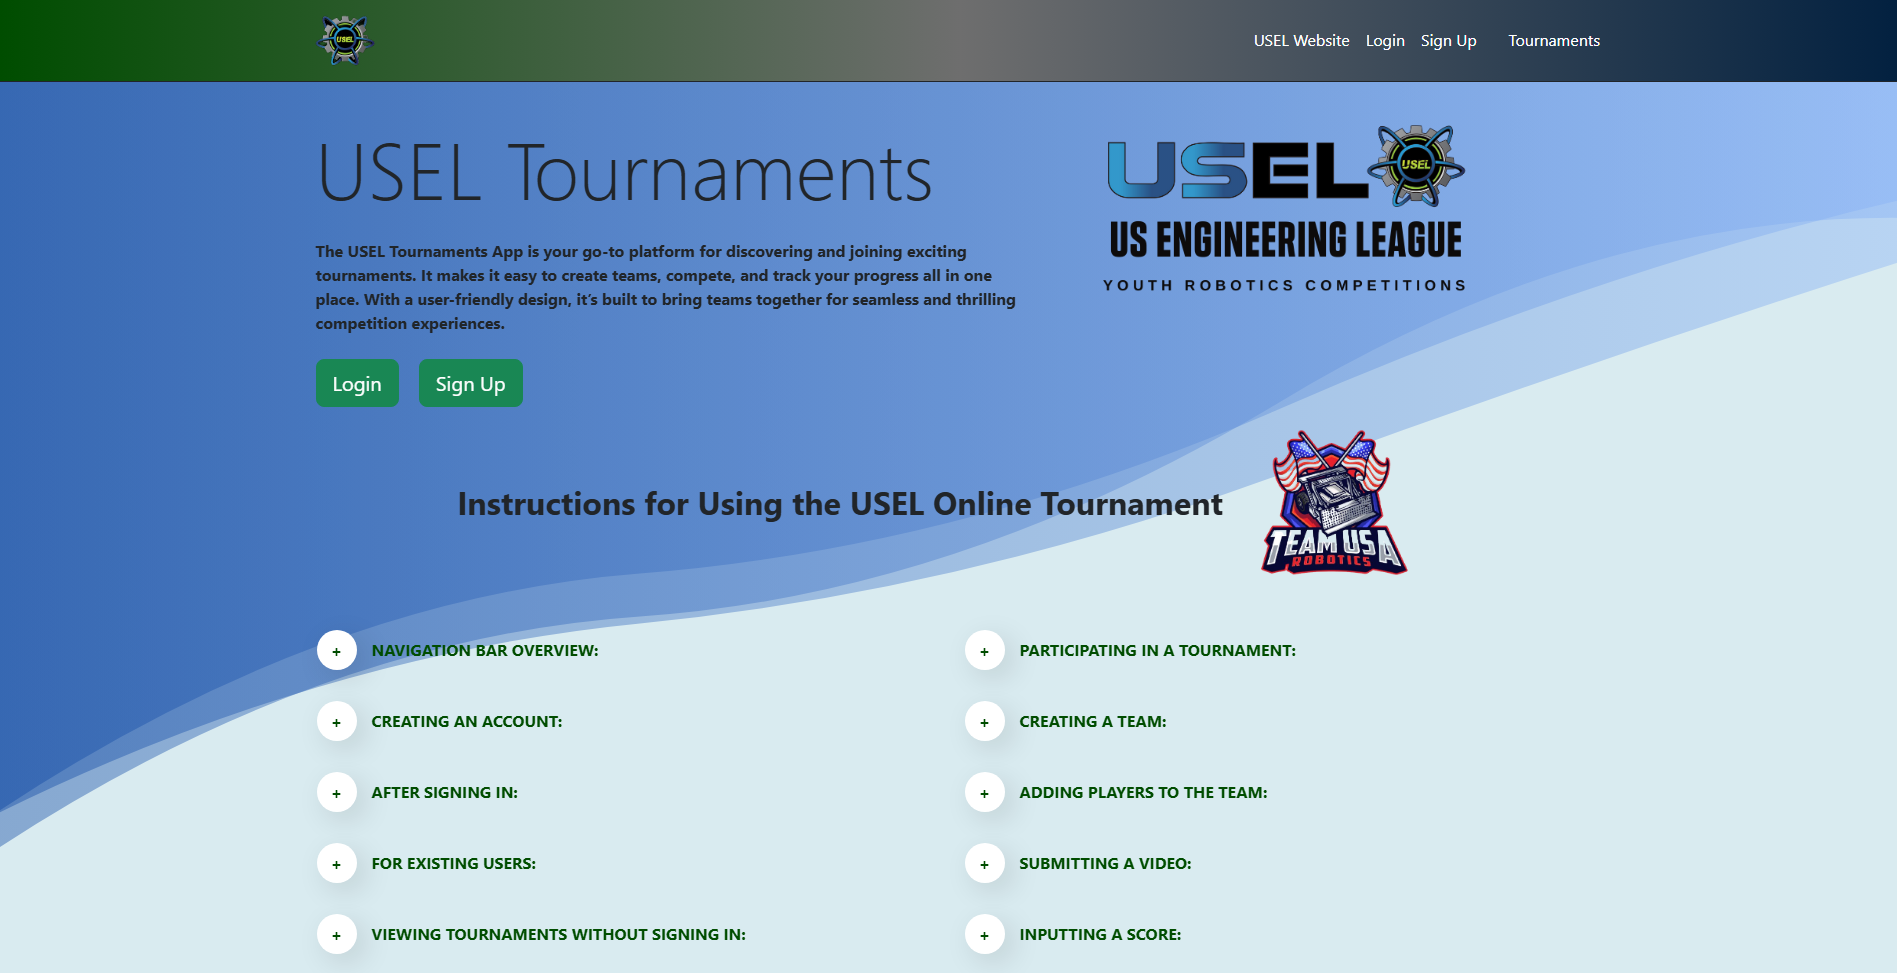 USEL
USEL Website Login Sign Up Tournaments
USEL Tournaments
The USEL Tournaments App is your go-to platform for discovering and joining exciting
tournaments. It makes it easy to create teams, compete, and track your progress all in one
place. With a user-friendly design, it’s built to bring teams together for seamless and thrilling
competition experiences.
Login Sign Up
USEL USEL
US ENGINEERING LEAGUE
YOUTH ROBOTICS COMPETITIONS
Instructions for Using the USEL Online Tournament
TEAM USA
ROBOTICS
+ NAVIGATION BAR OVERVIEW:
+ CREATING AN ACCOUNT:
+ AFTER SIGNING IN:
+ FOR EXISTING USERS:
+ VIEWING TOURNAMENTS WITHOUT SIGNING IN:
+ PARTICIPATING IN A TOURNAMENT:
+ CREATING A TEAM:
+ ADDING PLAYERS TO THE TEAM:
+ SUBMITTING A VIDEO:
+ INPUTTING A SCORE: